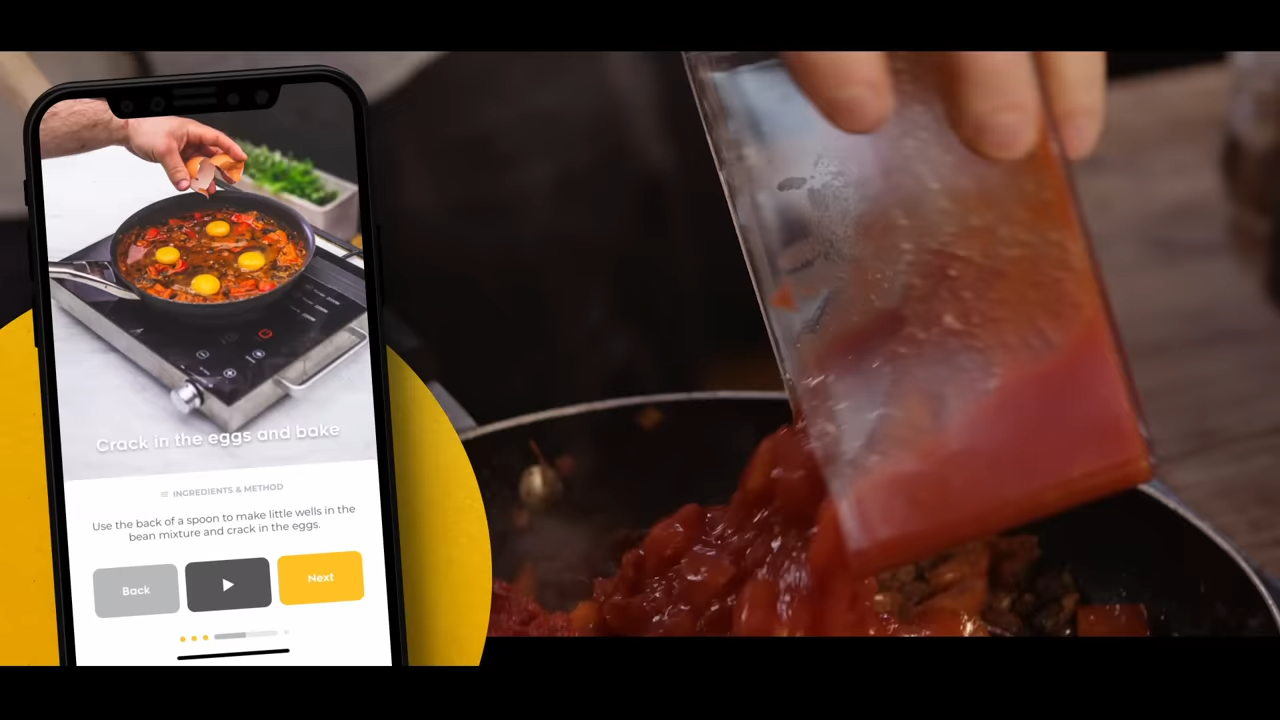 Crack in the eggs and bake
INGREDIENTS & METHOD
Use the back of a spoon to make little wells in the
bean mixture and crack in the eggs.
Back
Next